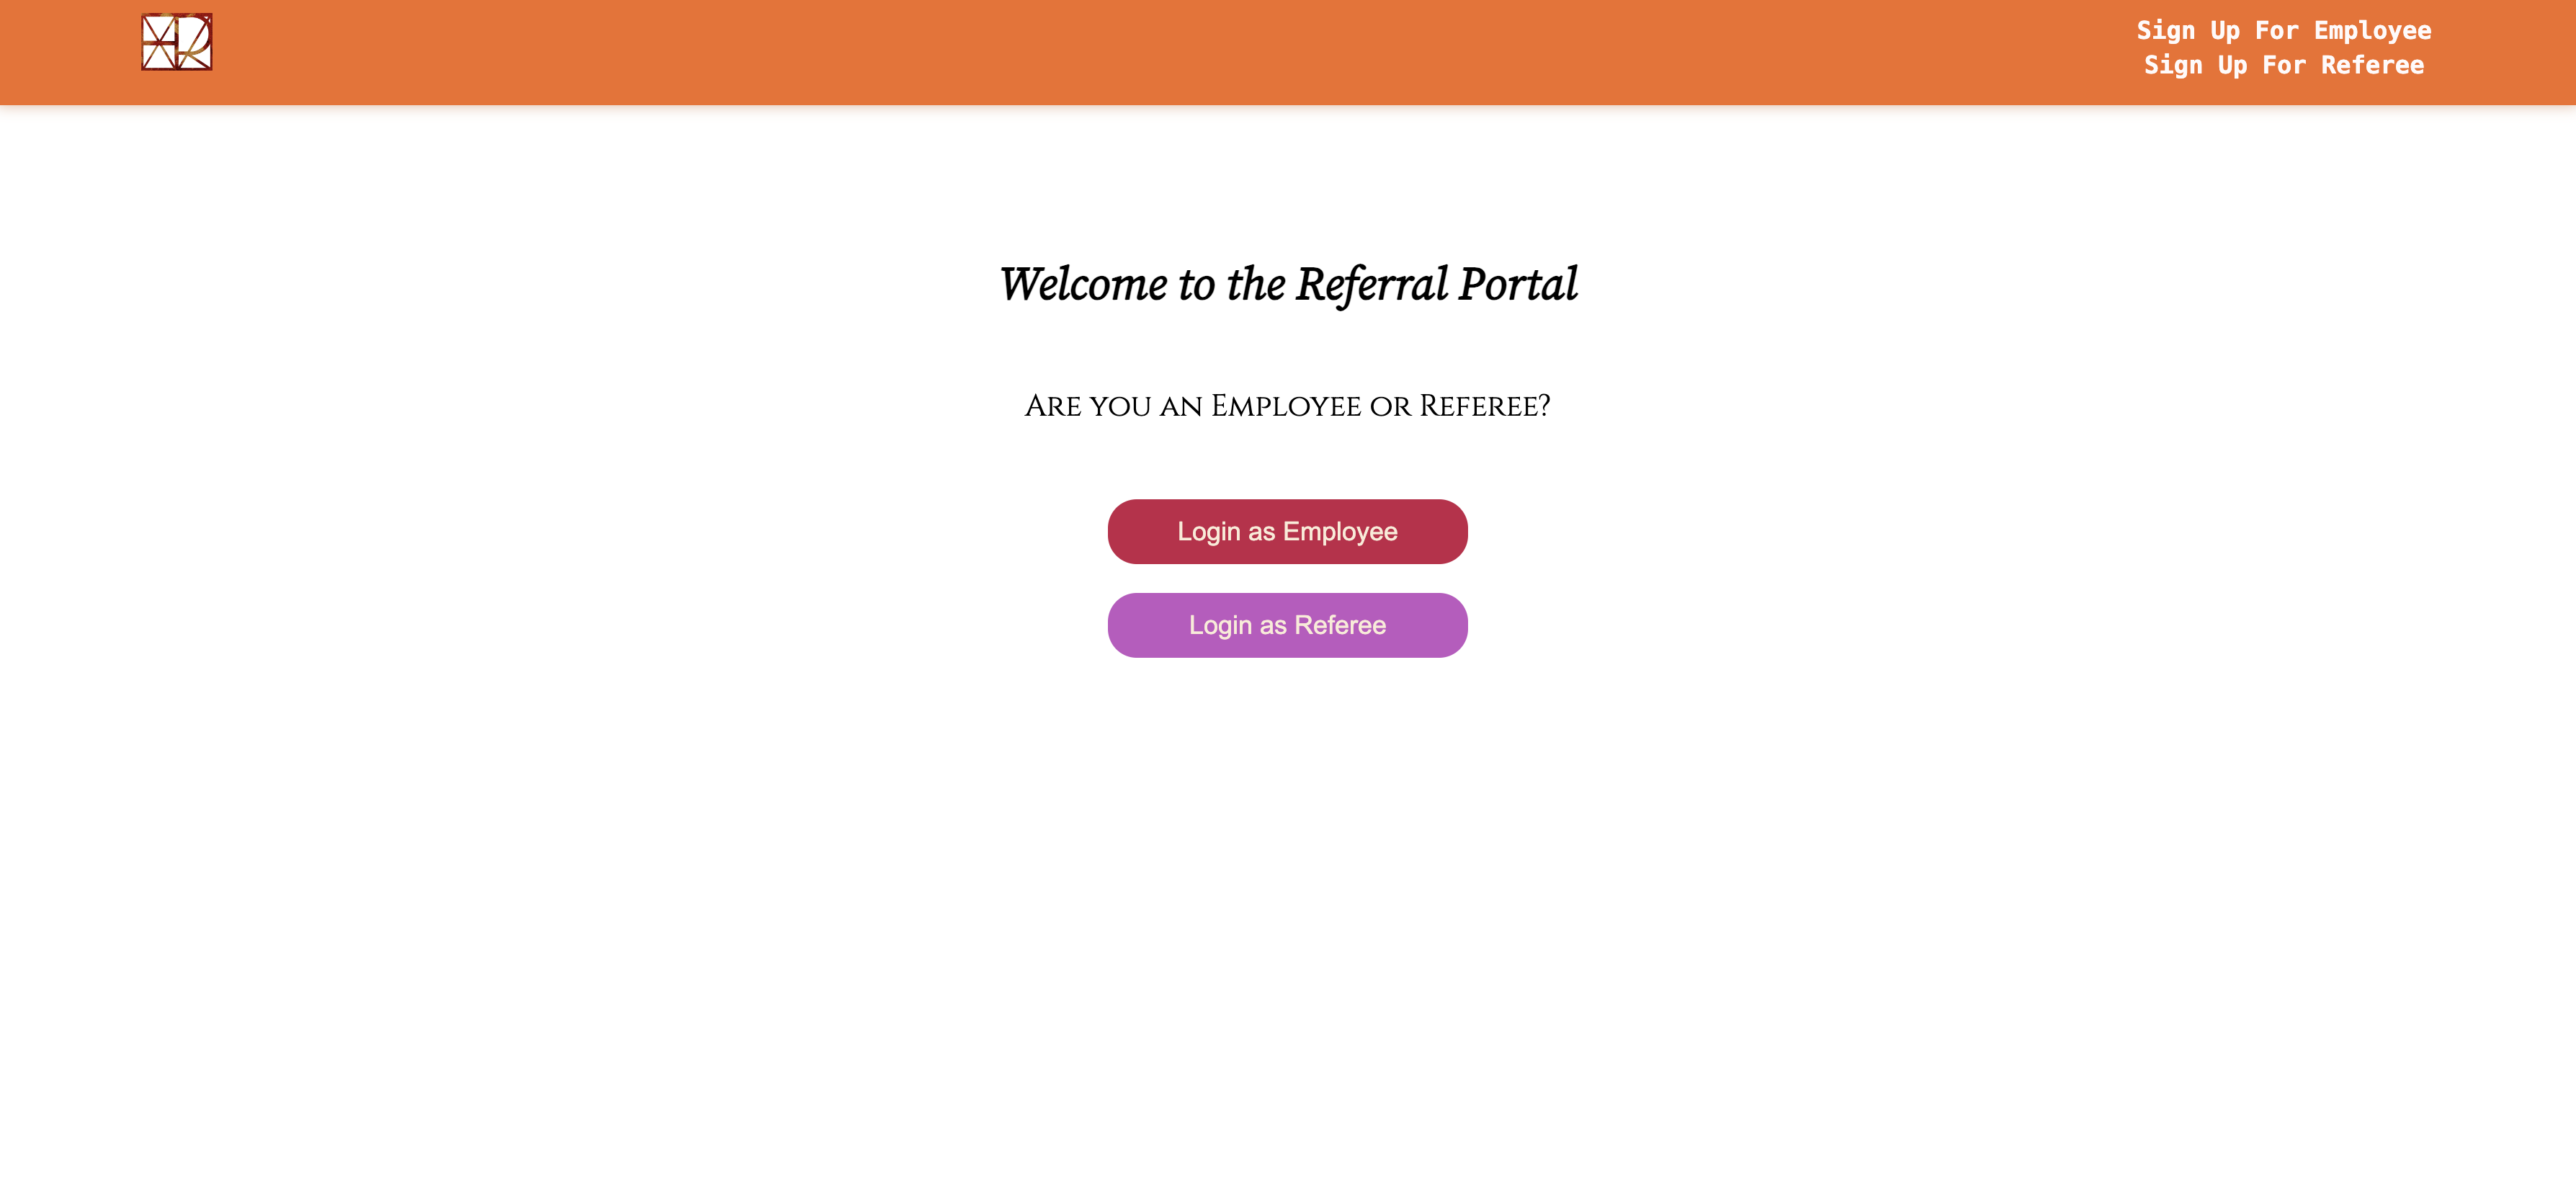 Sign Up For Employee
Sign Up For Referee
Welcome to the Referral Portal
Are you an Employee or Referee?
Login as Employee
Login as Referee